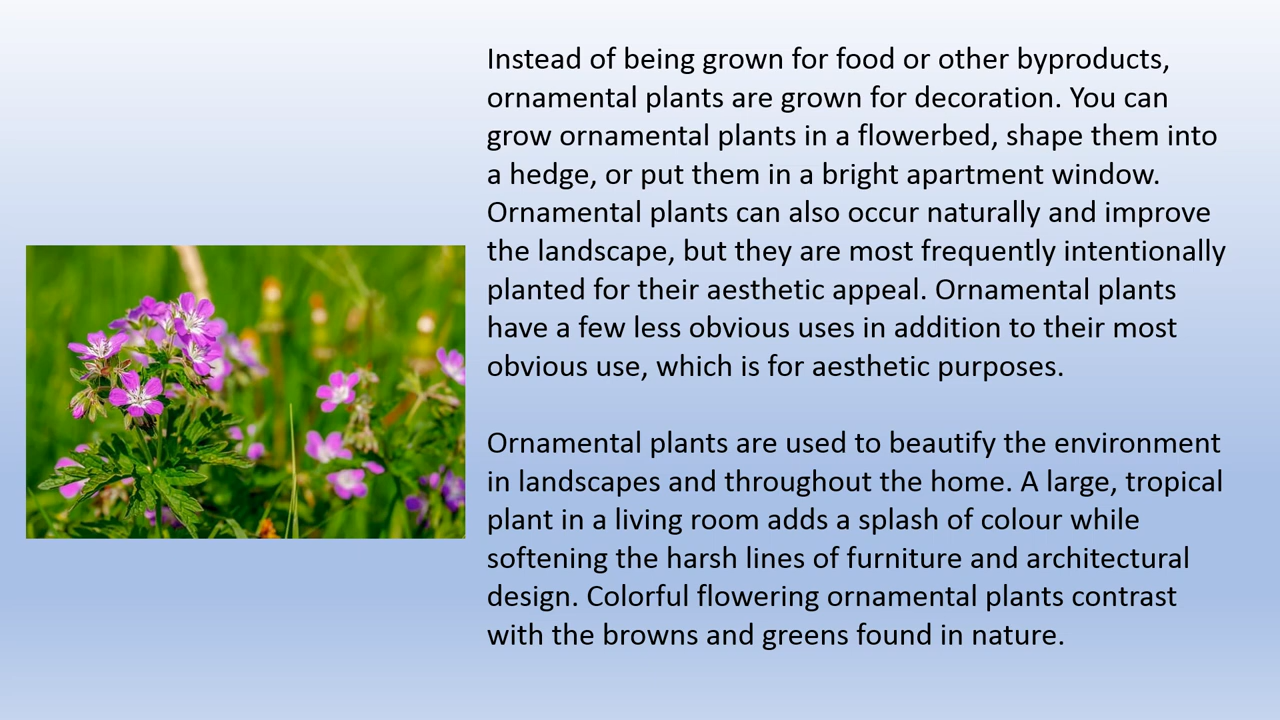 Instead of being grown for food or other byproducts,
ornamental plants are grown for decoration. You can
grow ornamental plants in a flowerbed, shape them into
a hedge, or put them in a bright apartment window.
Ornamental plants can also occur naturally and improve
the landscape, but they are most frequently intentionally
planted for their aesthetic appeal. Ornamental plants
have a few less obvious uses in addition to their most
obvious use, which is for aesthetic purposes.
Ornamental plants are used to beautify the environment
in landscapes and throughout the home. A large, tropical
plant in a living room adds a splash of colour while
softening the harsh lines of furniture and architectural
design. Colorful flowering ornamental plants contrast
with the browns and greens found in nature.